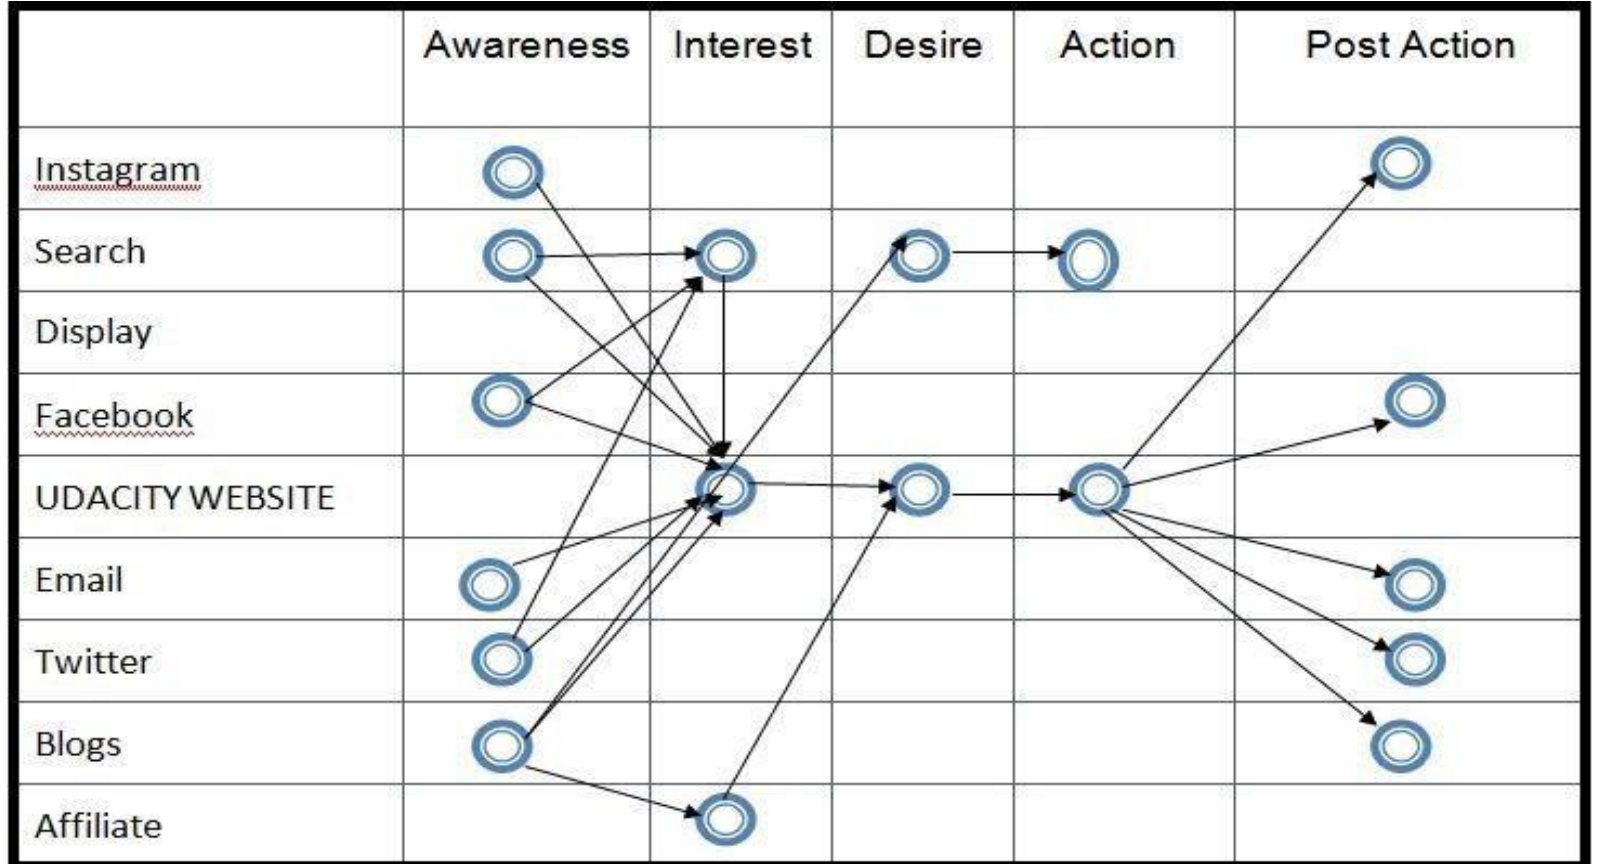 Awareness Interest Desire Action Post Action
Instagram
Search
Display
Facebook
UDACITY WEBSITE
Email
Twitter
Blogs
Affiliate